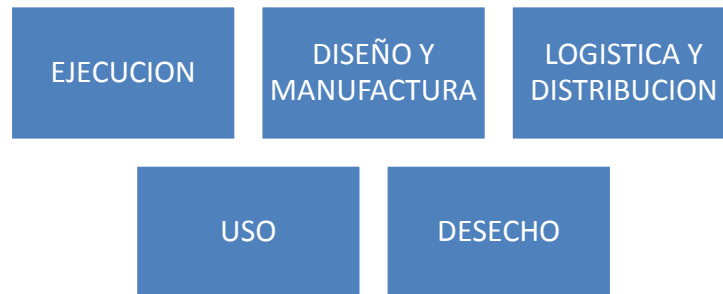 EJECUCION
DISEÑO Y
MANUFACTURA
LOGISTICA Y
DISTRIBUCION
USO
DESECHO